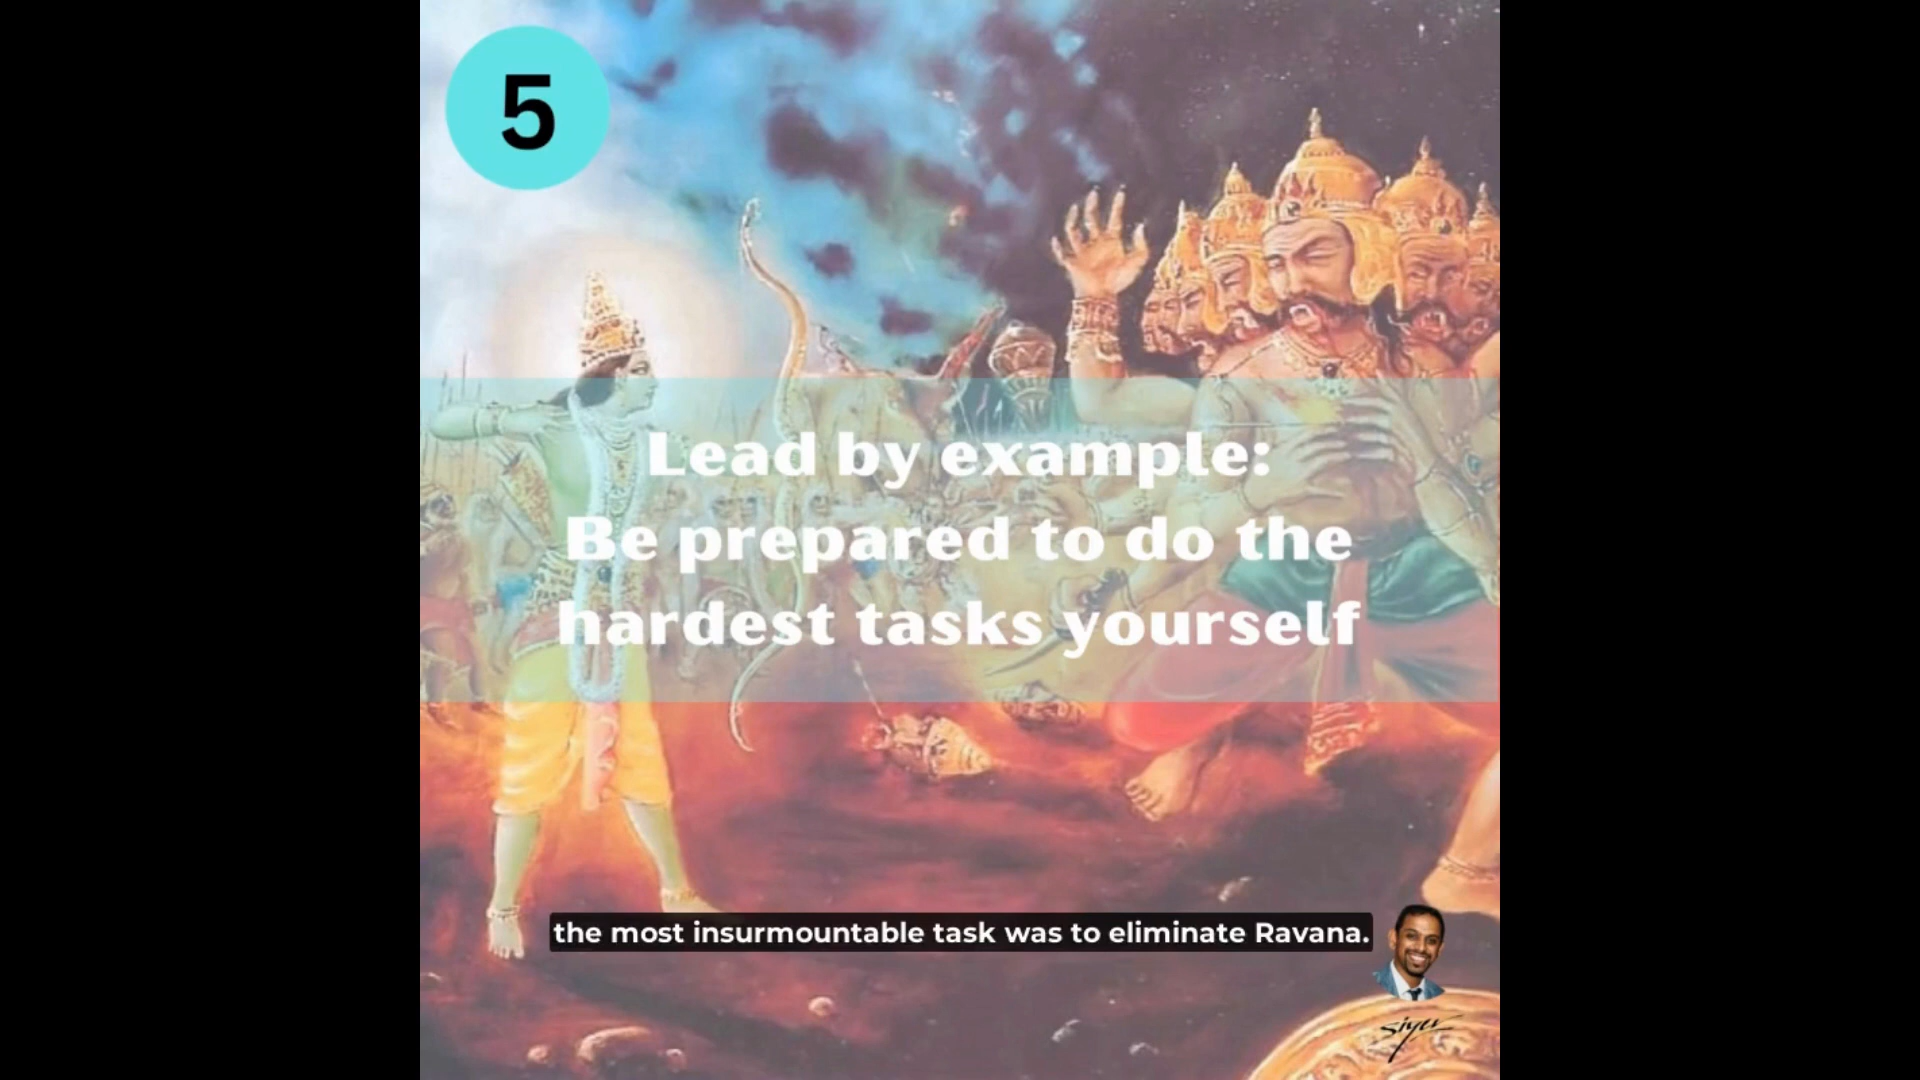 5
Lead by example:
Be prepared to do the
hardest tasks yourself
the most insurmountable task was to eliminate Ravana.
siyer